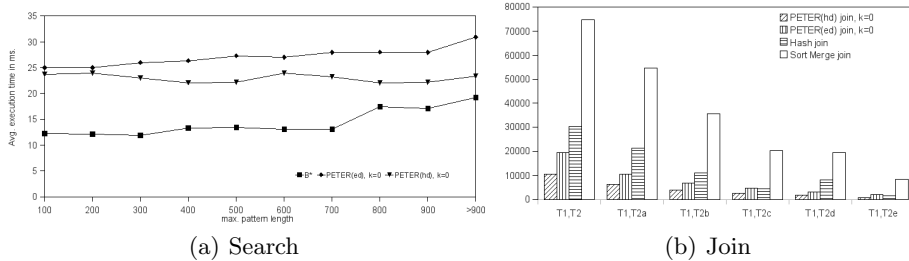 Avg. execution time in ms.
35
30
25
20
15
10
5
0
B* PETER(ed), k=0 PETER(hd), k=0
100 200 300 400 500 600 700 800 900 >900
max. pattern length
(a) Search
80000
70000
60000
50000
40000
30000
20000
10000
0
PETER(hd) join, k=0
PETER(ed) join, k=0
Hash join
Sort Merge join
T1,T2 T1,T2a T1,T2b T1,T2c T1,T2d T1,T2e
(b) Join